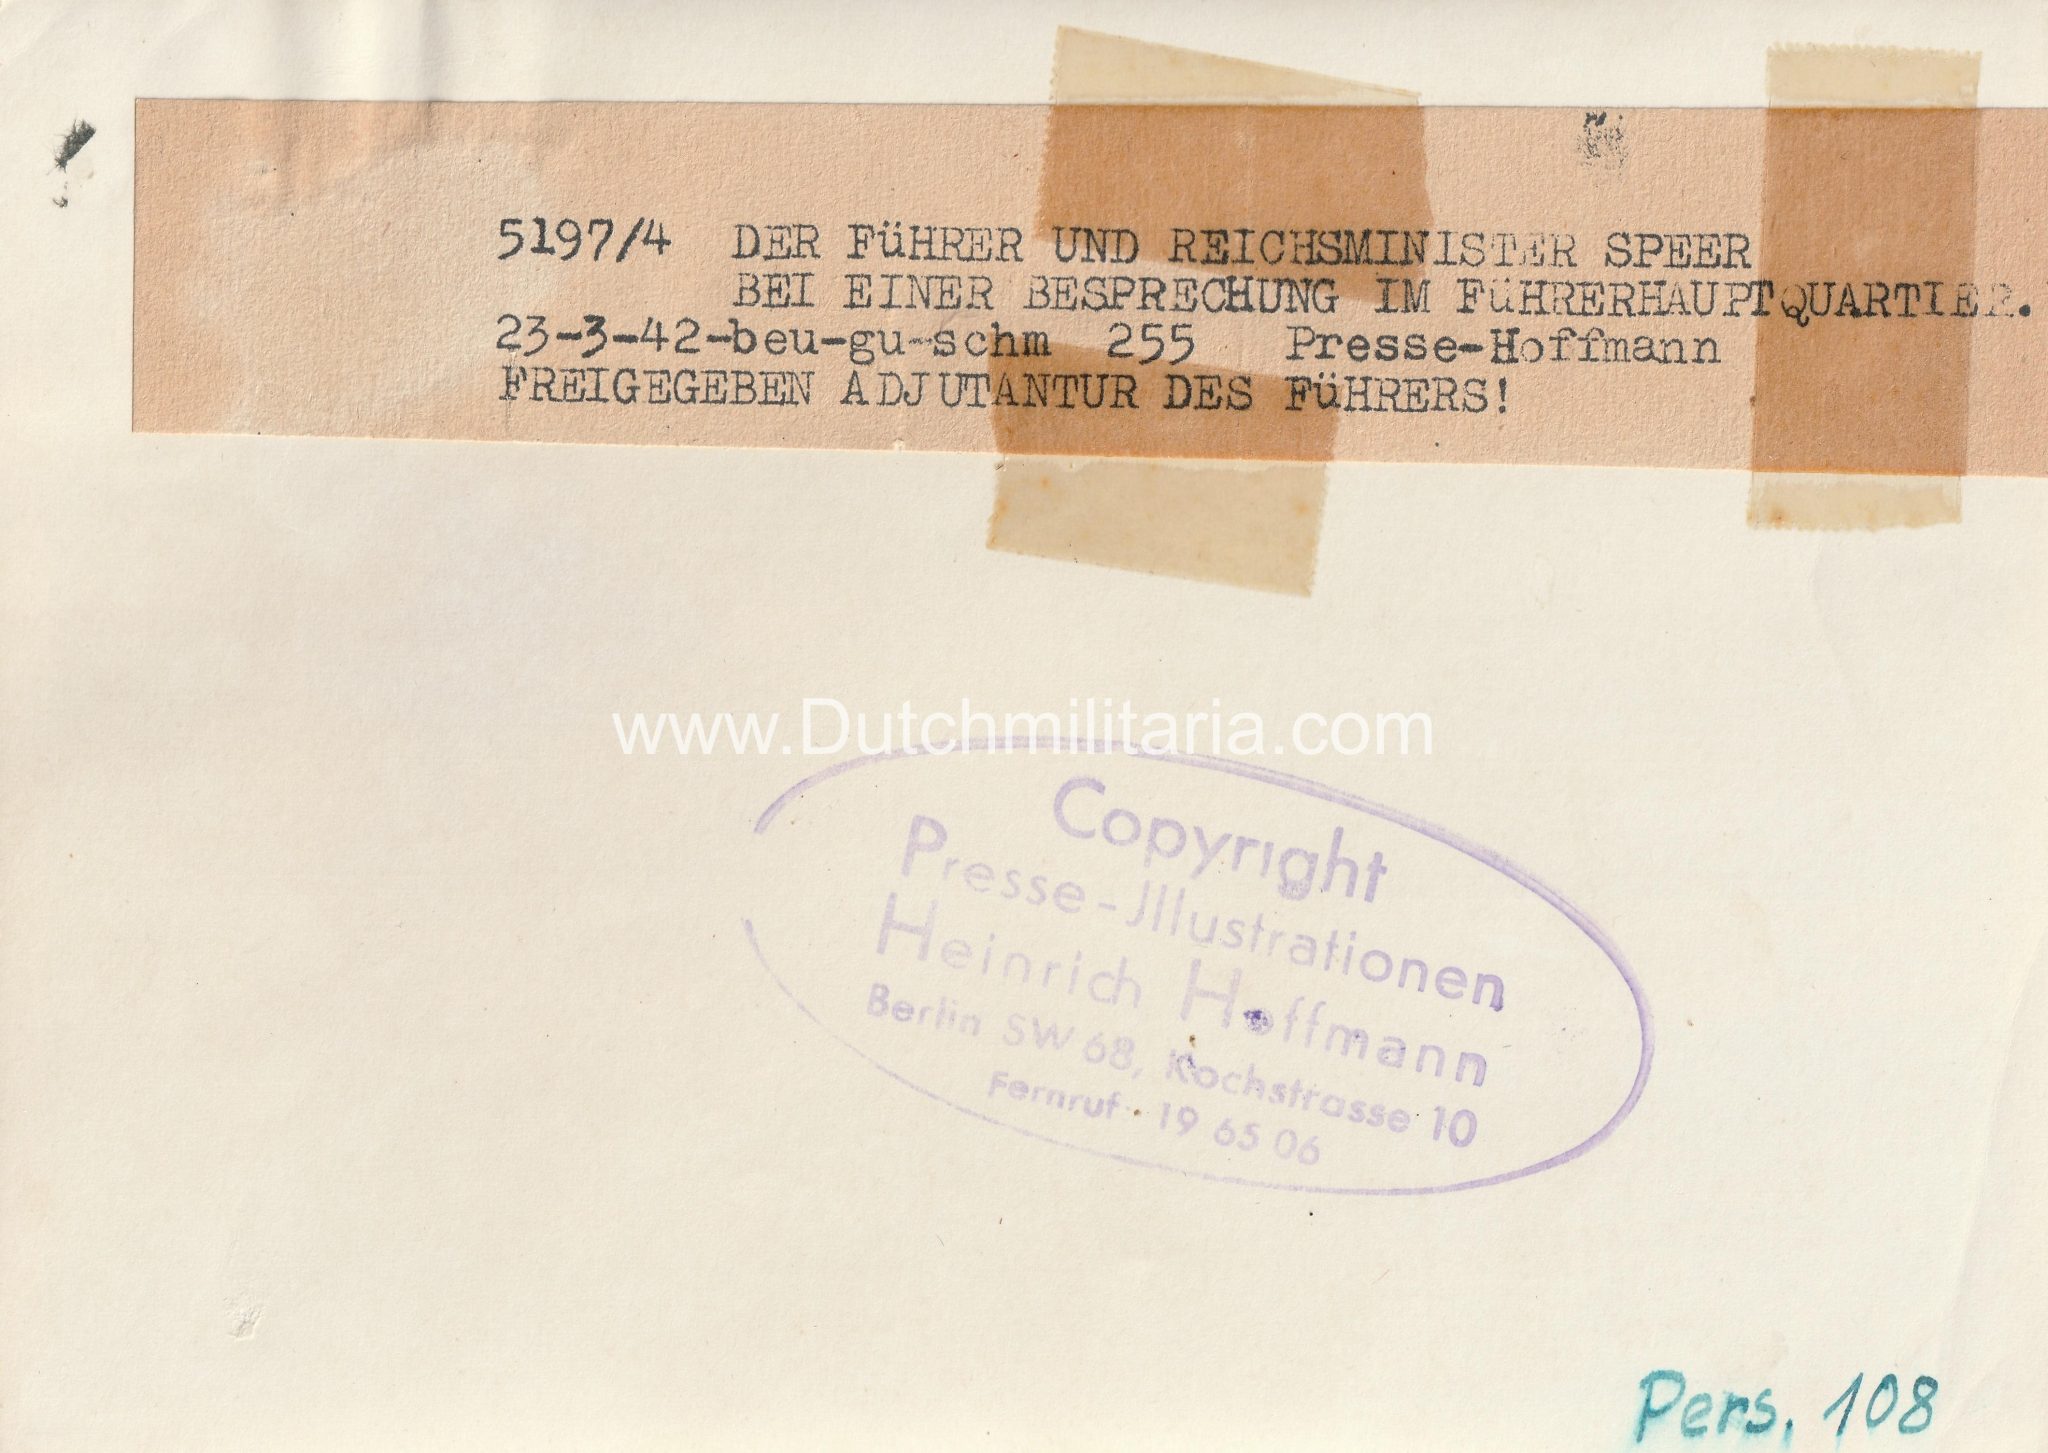 5197/4 DER FüHRER UND REICHSMINISTER SPEER
BEI EINER BESPRECHUNG IM FüHRERHAUPTQUARTIER.
23-3-42-beu-gu-schm 255 Presse-Hoffmann
FREIGEGEBEN ADJUTANTUR DES FüHRERS!
www.Dutchmilitaria.com
Copyright
Presse-Jllustrationen
Heinrich Hoffmann
Berlin SW 68, Kochstrasse 10
Fernruf: 19 65 06
Pers. 108